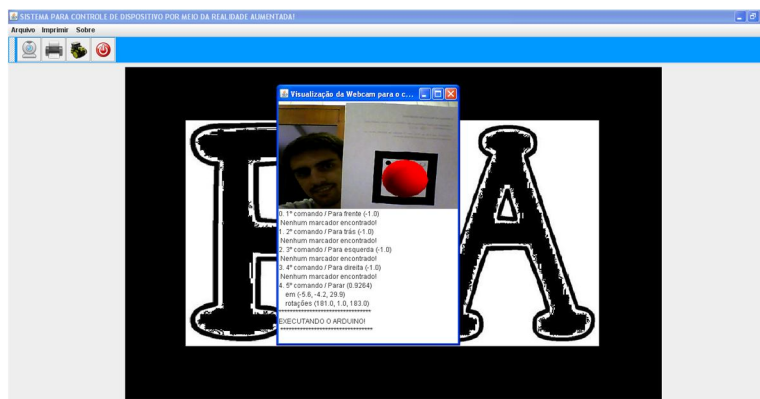 SISTEMA PARA CONTROLE DE DISPOSITIVO POR MEIO DA REALIDADE AUMENTADA!
Arquivo Imprimir Sobre
Visualização da Webcam para o c...
0. 1º comando / Para frente (-1.0)
Nenhum marcador encontrado!
1. 2º comando / Para trás (-1.0)
Nenhum marcador encontrado!
2. 3º comando / Para esquerda (-1.0)
Nenhum marcador encontrado!
3. 4º comando / Para direita (-1.0)
Nenhum marcador encontrado!
4. 5º comando / Parar (0.9264)
em (-5.6, -4.2, 29.9)
rotações (181.0, 1.0, 183.0)
EXECUTANDO O ARDUINO!